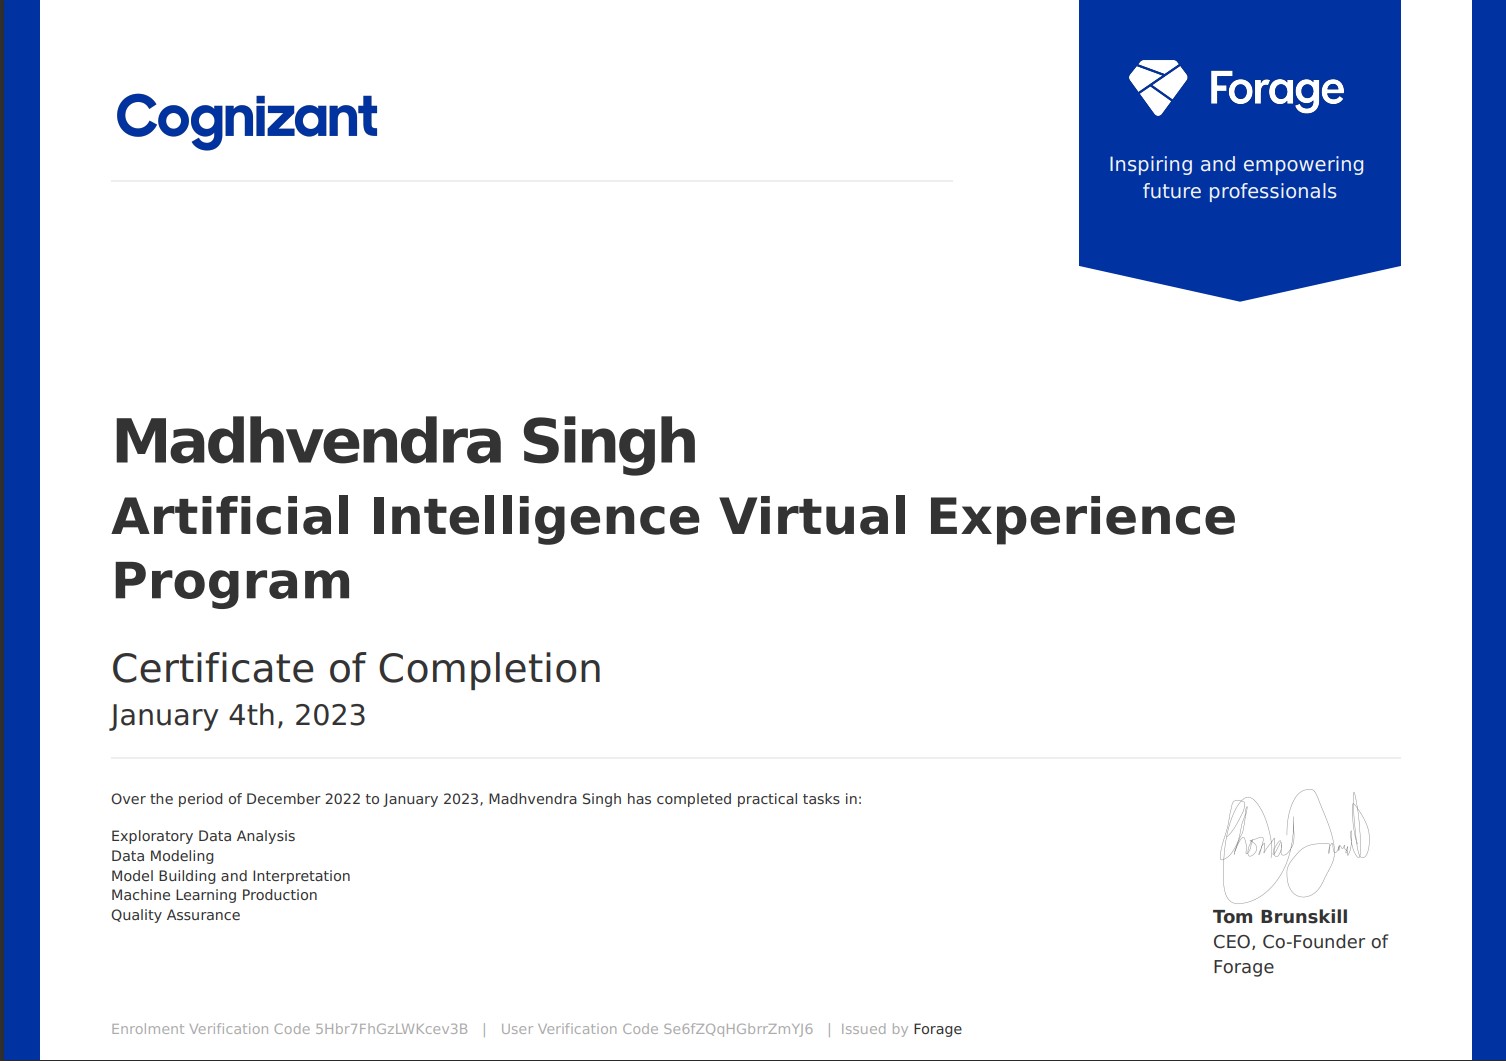 Cognizant
Forage
Inspiring and empowering
future professionals
Madhvendra Singh
Artificial Intelligence Virtual Experience
Program
Certificate of Completion
January 4th, 2023
Over the period of December 2022 to January 2023, Madhvendra Singh has completed practical tasks in:
Exploratory Data Analysis
Data Modeling
Model Building and Interpretation
Machine Learning Production
Quality Assurance
Tom Brunskill
CEO, Co-Founder of
Forage
Enrolment Verification Code 5Hbr7FhGzLWKcev3B | User Verification Code Se6fZQqHGbrrZmYJ6 | Issued by Forage